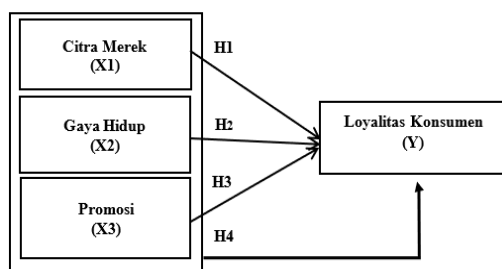 Citra Merek
(X1)
H1
Gaya Hidup
(X2)
H2
Loyalitas Konsumen
(Y)
H3
Promosi
(X3)
H4